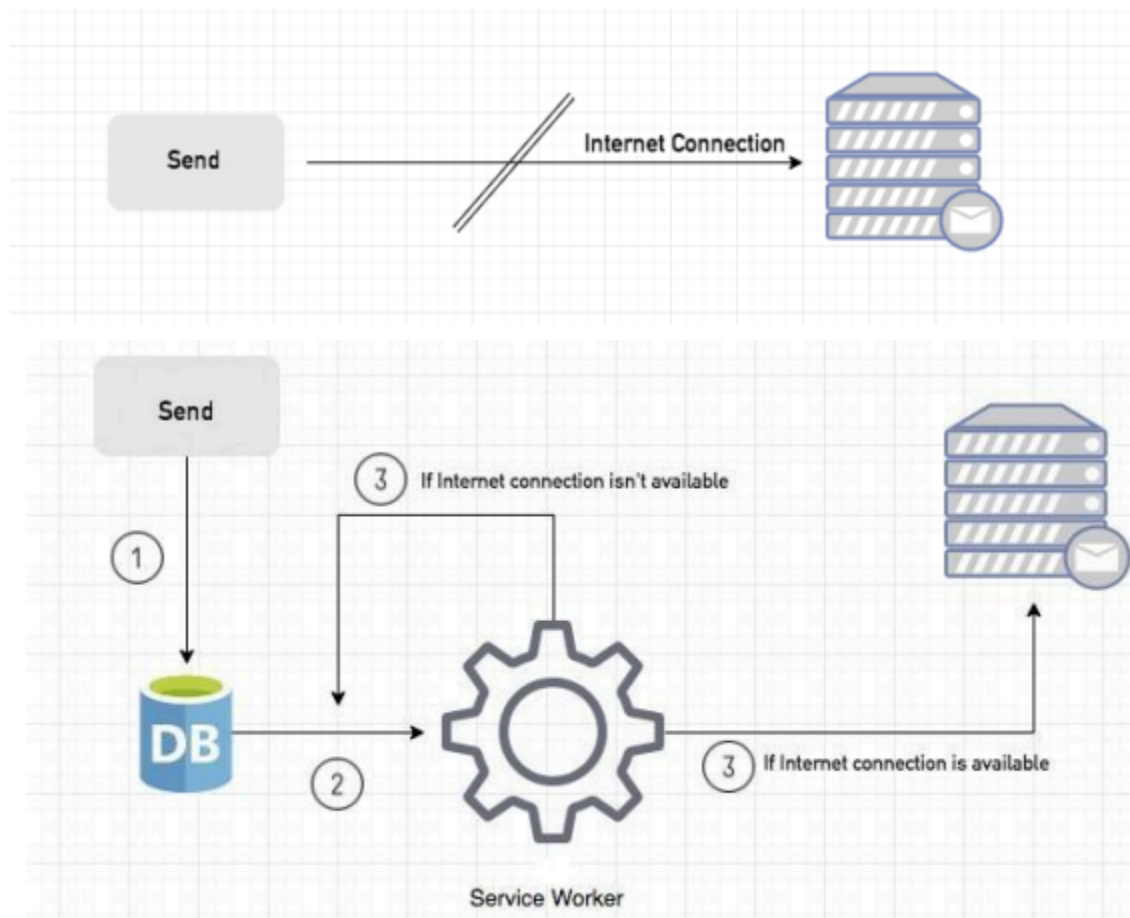 Send
Internet Connection
Send
3 If Internet connection isn't available
1
DB
2
3 If Internet connection is available
Service Worker